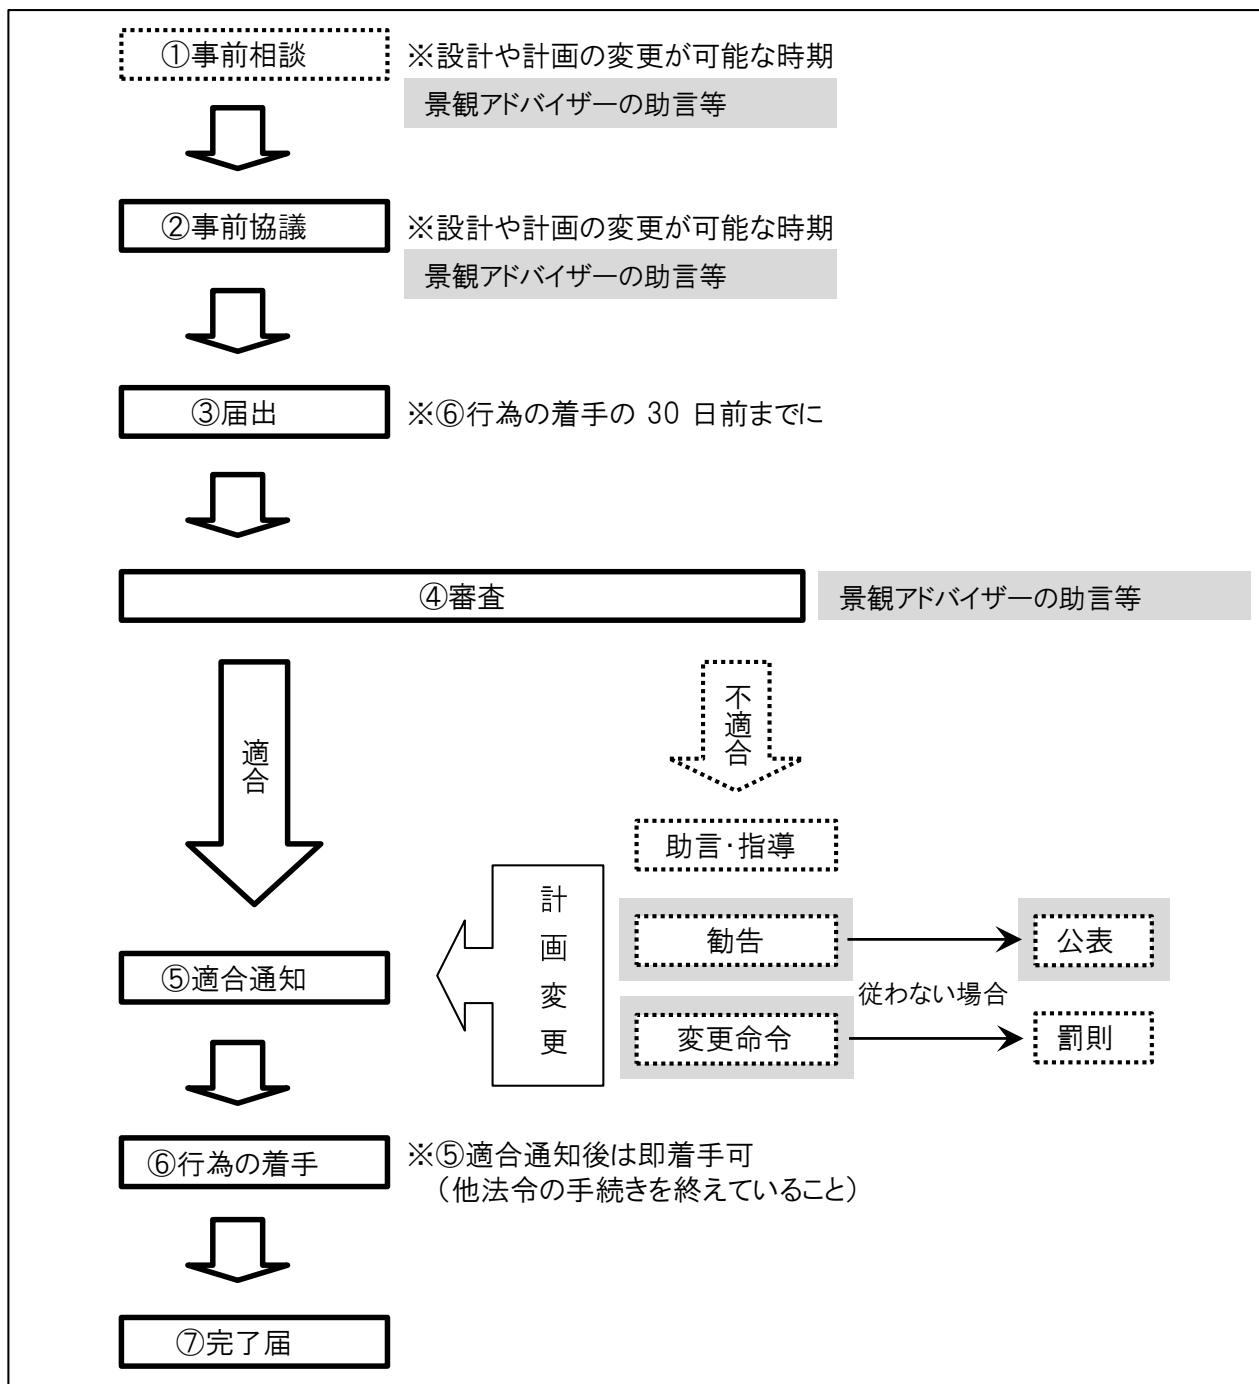 ①事前相談
※設計や計画の変更が可能な時期
景観アドバイザーの助言等
②事前協議
※設計や計画の変更が可能な時期
景観アドバイザーの助言等
③届出
※⑥行為の着手の 30 日前までに
④審査
景観アドバイザーの助言等
適合
不適合
助言・指導
計画変更
勧告
公表
従わない場合
変更命令
罰則
⑤適合通知
⑥行為の着手
※⑤適合通知後は即着手可
（他法令の手続きを終えていること）
⑦完了届